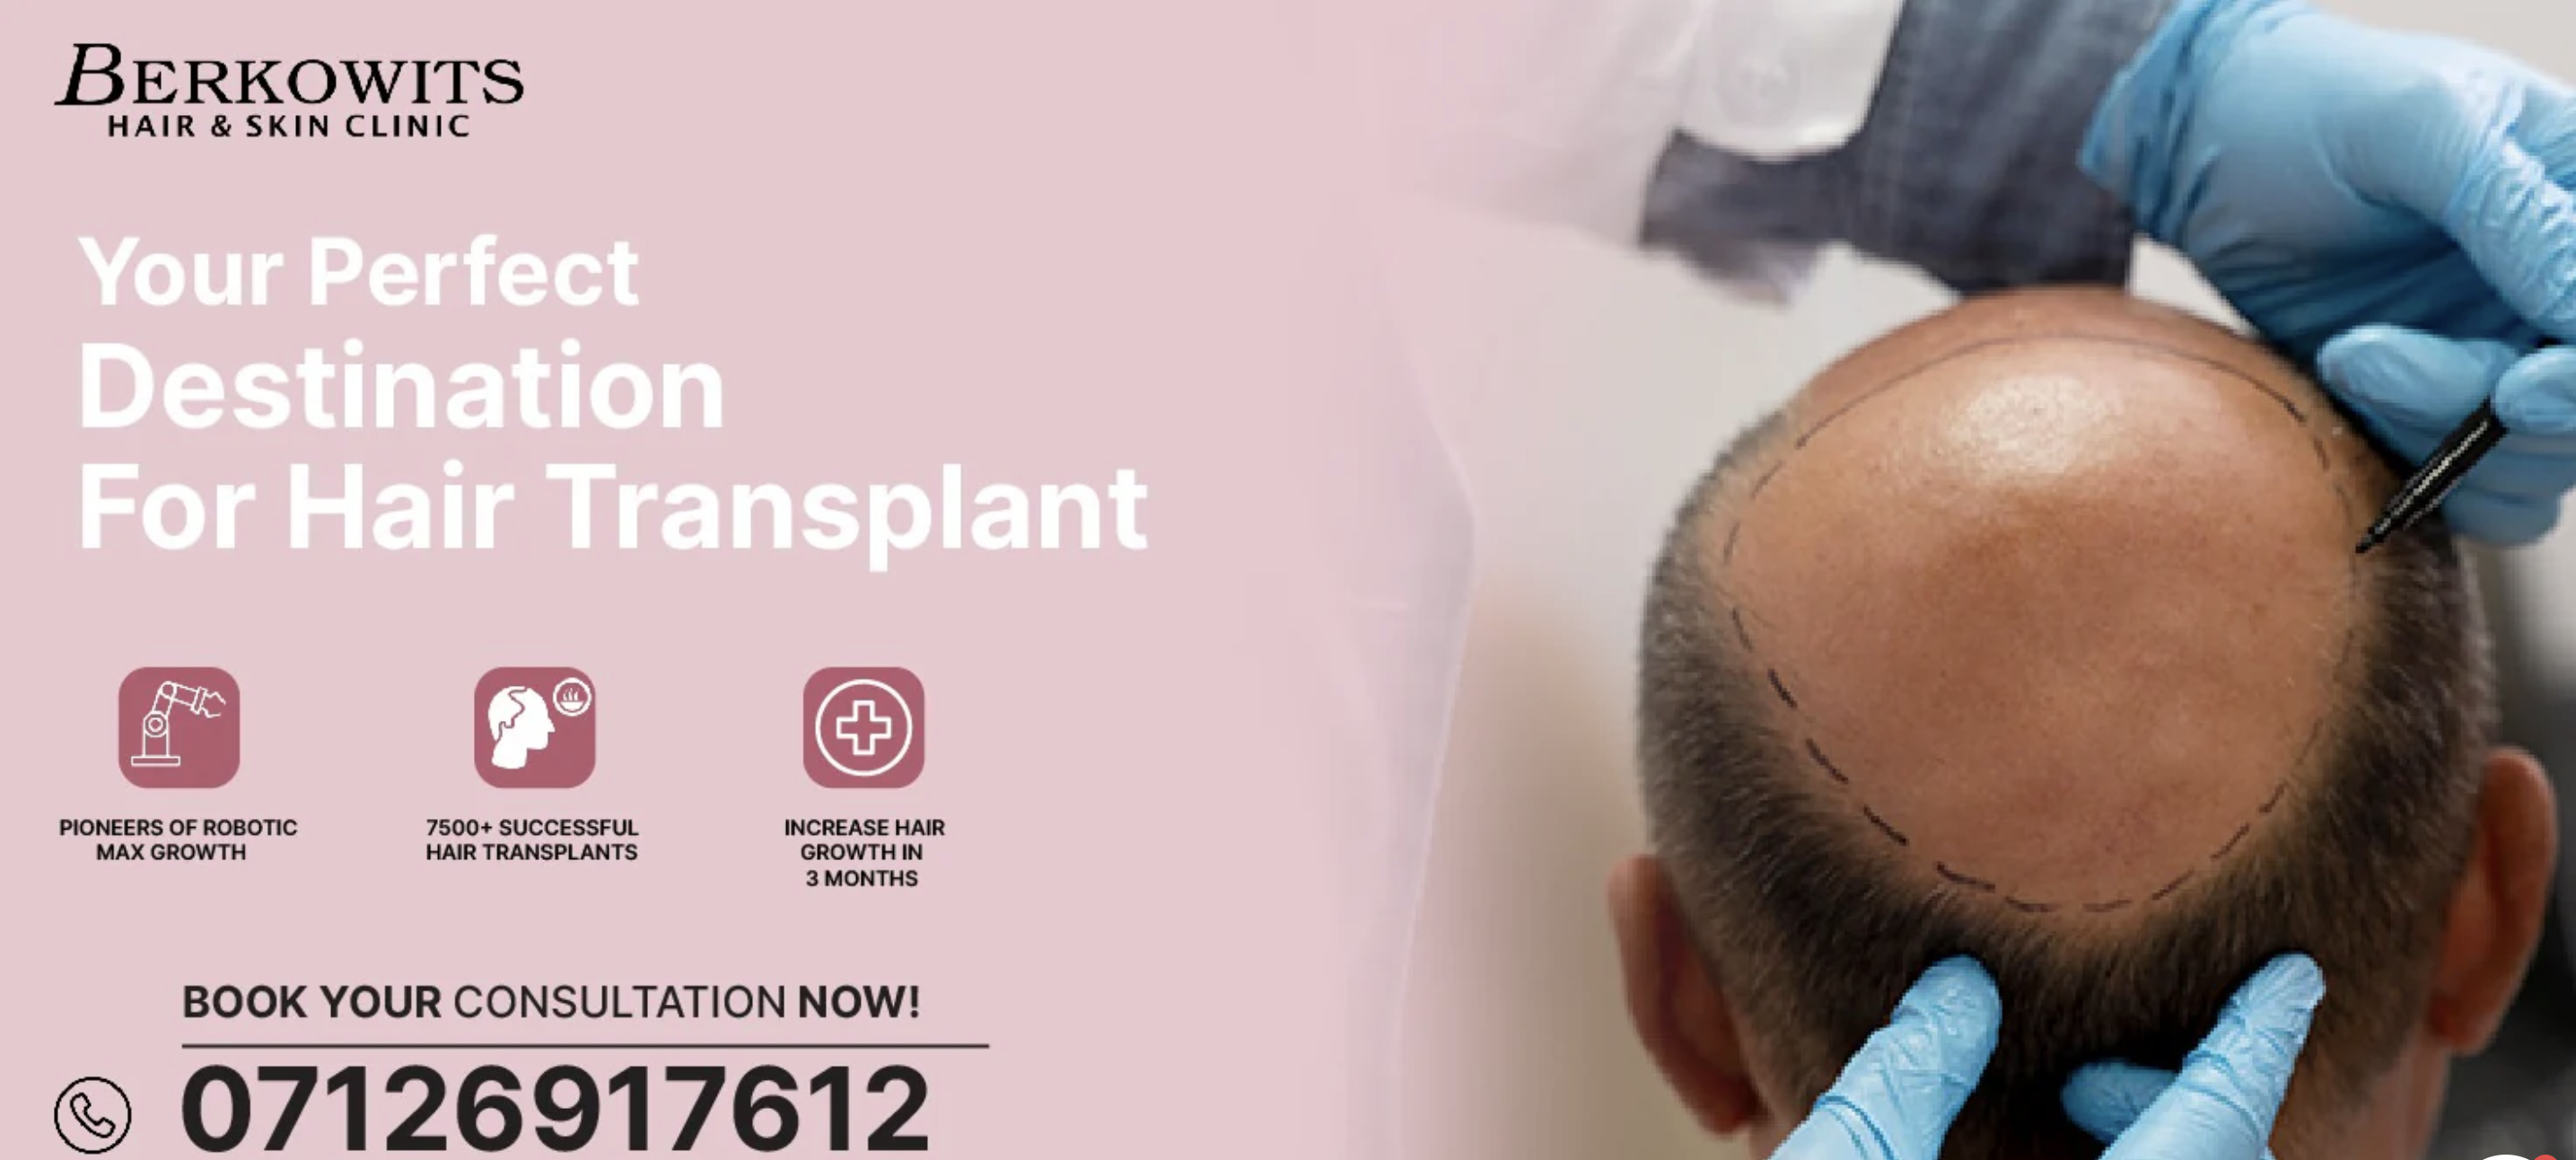 BERKOWITS
HAIR & SKIN CLINIC
Your Perfect
Destination
For Hair Transplant
PIONEERS OF ROBOTIC
MAX GROWTH
7500+ SUCCESSFUL
HAIR TRANSPLANTS
INCREASE HAIR
GROWTH IN
3 MONTHS
BOOK YOUR CONSULTATION NOW!
07126917612